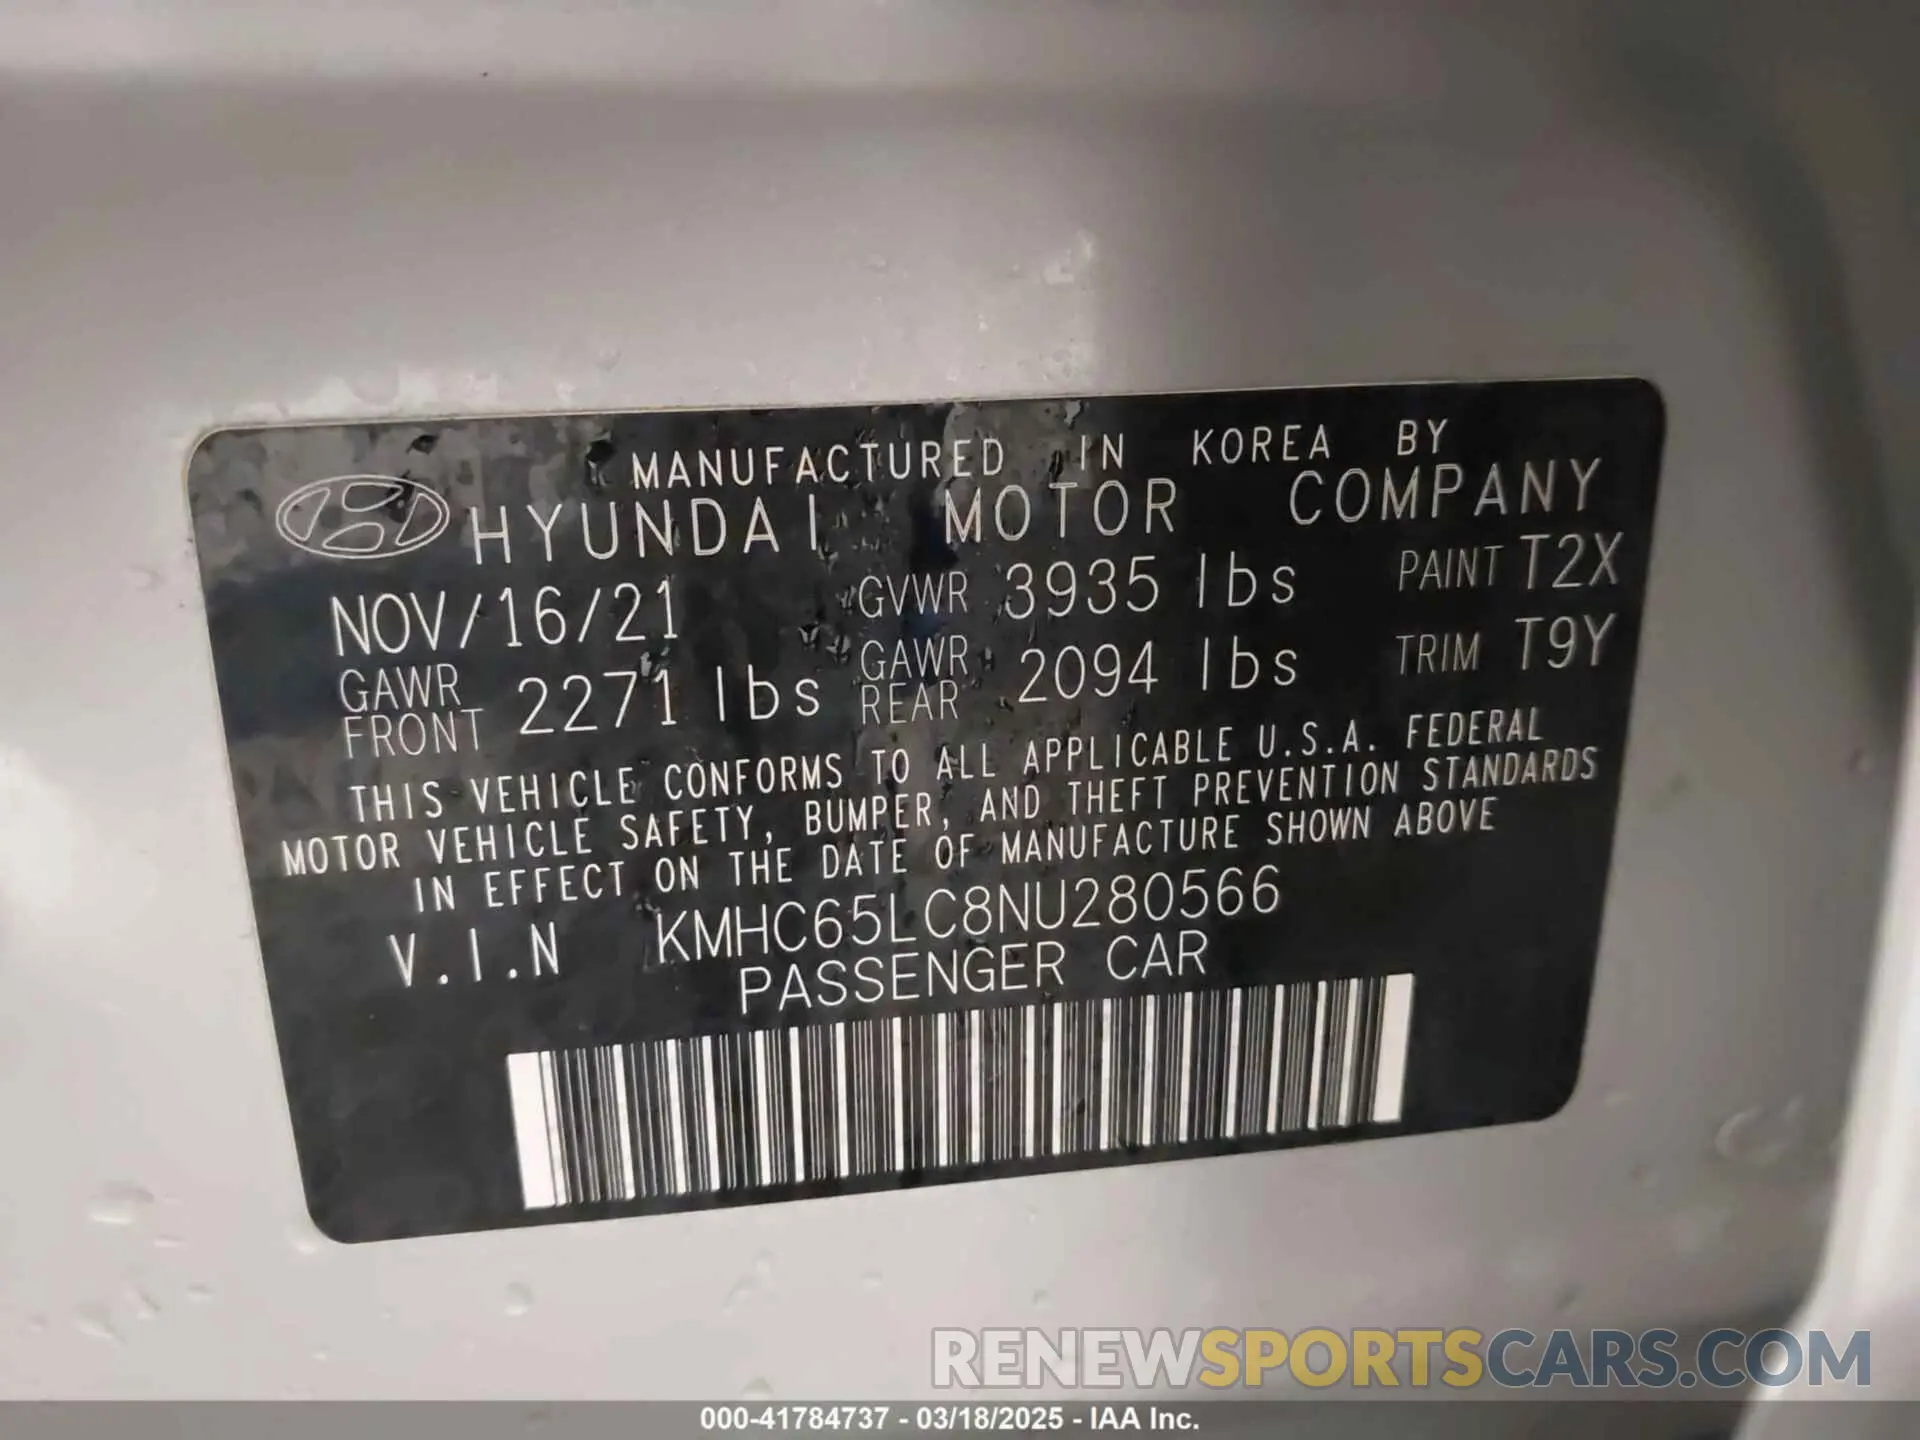 MANUFACTURED IN KOREA BY
HYUNDAI MOTOR COMPANY
NOV/16/21 GVWR 3935 lbs PAINT T2X
GAWR FRONT 2271 lbs GAWR REAR 2094 lbs TRIM T9Y
THIS VEHICLE CONFORMS TO ALL APPLICABLE U.S.A. FEDERAL
MOTOR VEHICLE SAFETY, BUMPER, AND THEFT PREVENTION STANDARDS
IN EFFECT ON THE DATE OF MANUFACTURE SHOWN ABOVE
V.I.N KMHC65LC8NU280566
PASSENGER CAR
RENEWSPORTSCARS.COM
000-41784737 - 03/18/2025 - IAA Inc.